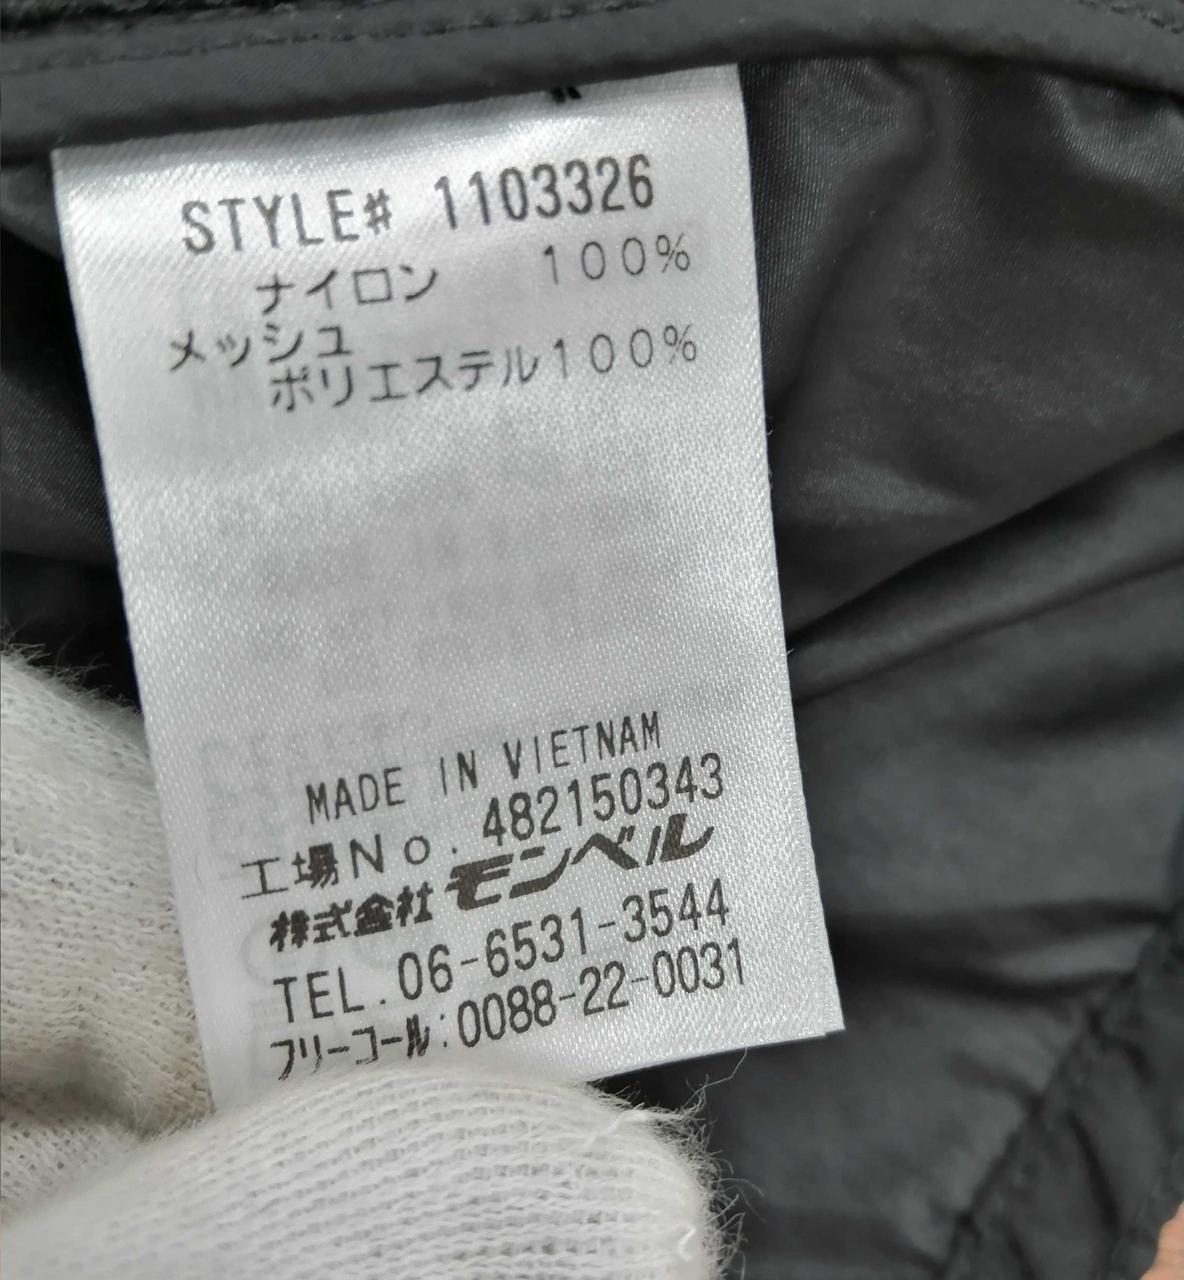 STYLE# 1103326
ナイロン 100%
メッシュ
ポリエステル100%
MADE IN VIETNAM
工場No. 482150343
株式会社 モンベル
TEL.06-6531-3544
フリーコール:0088-22-0031